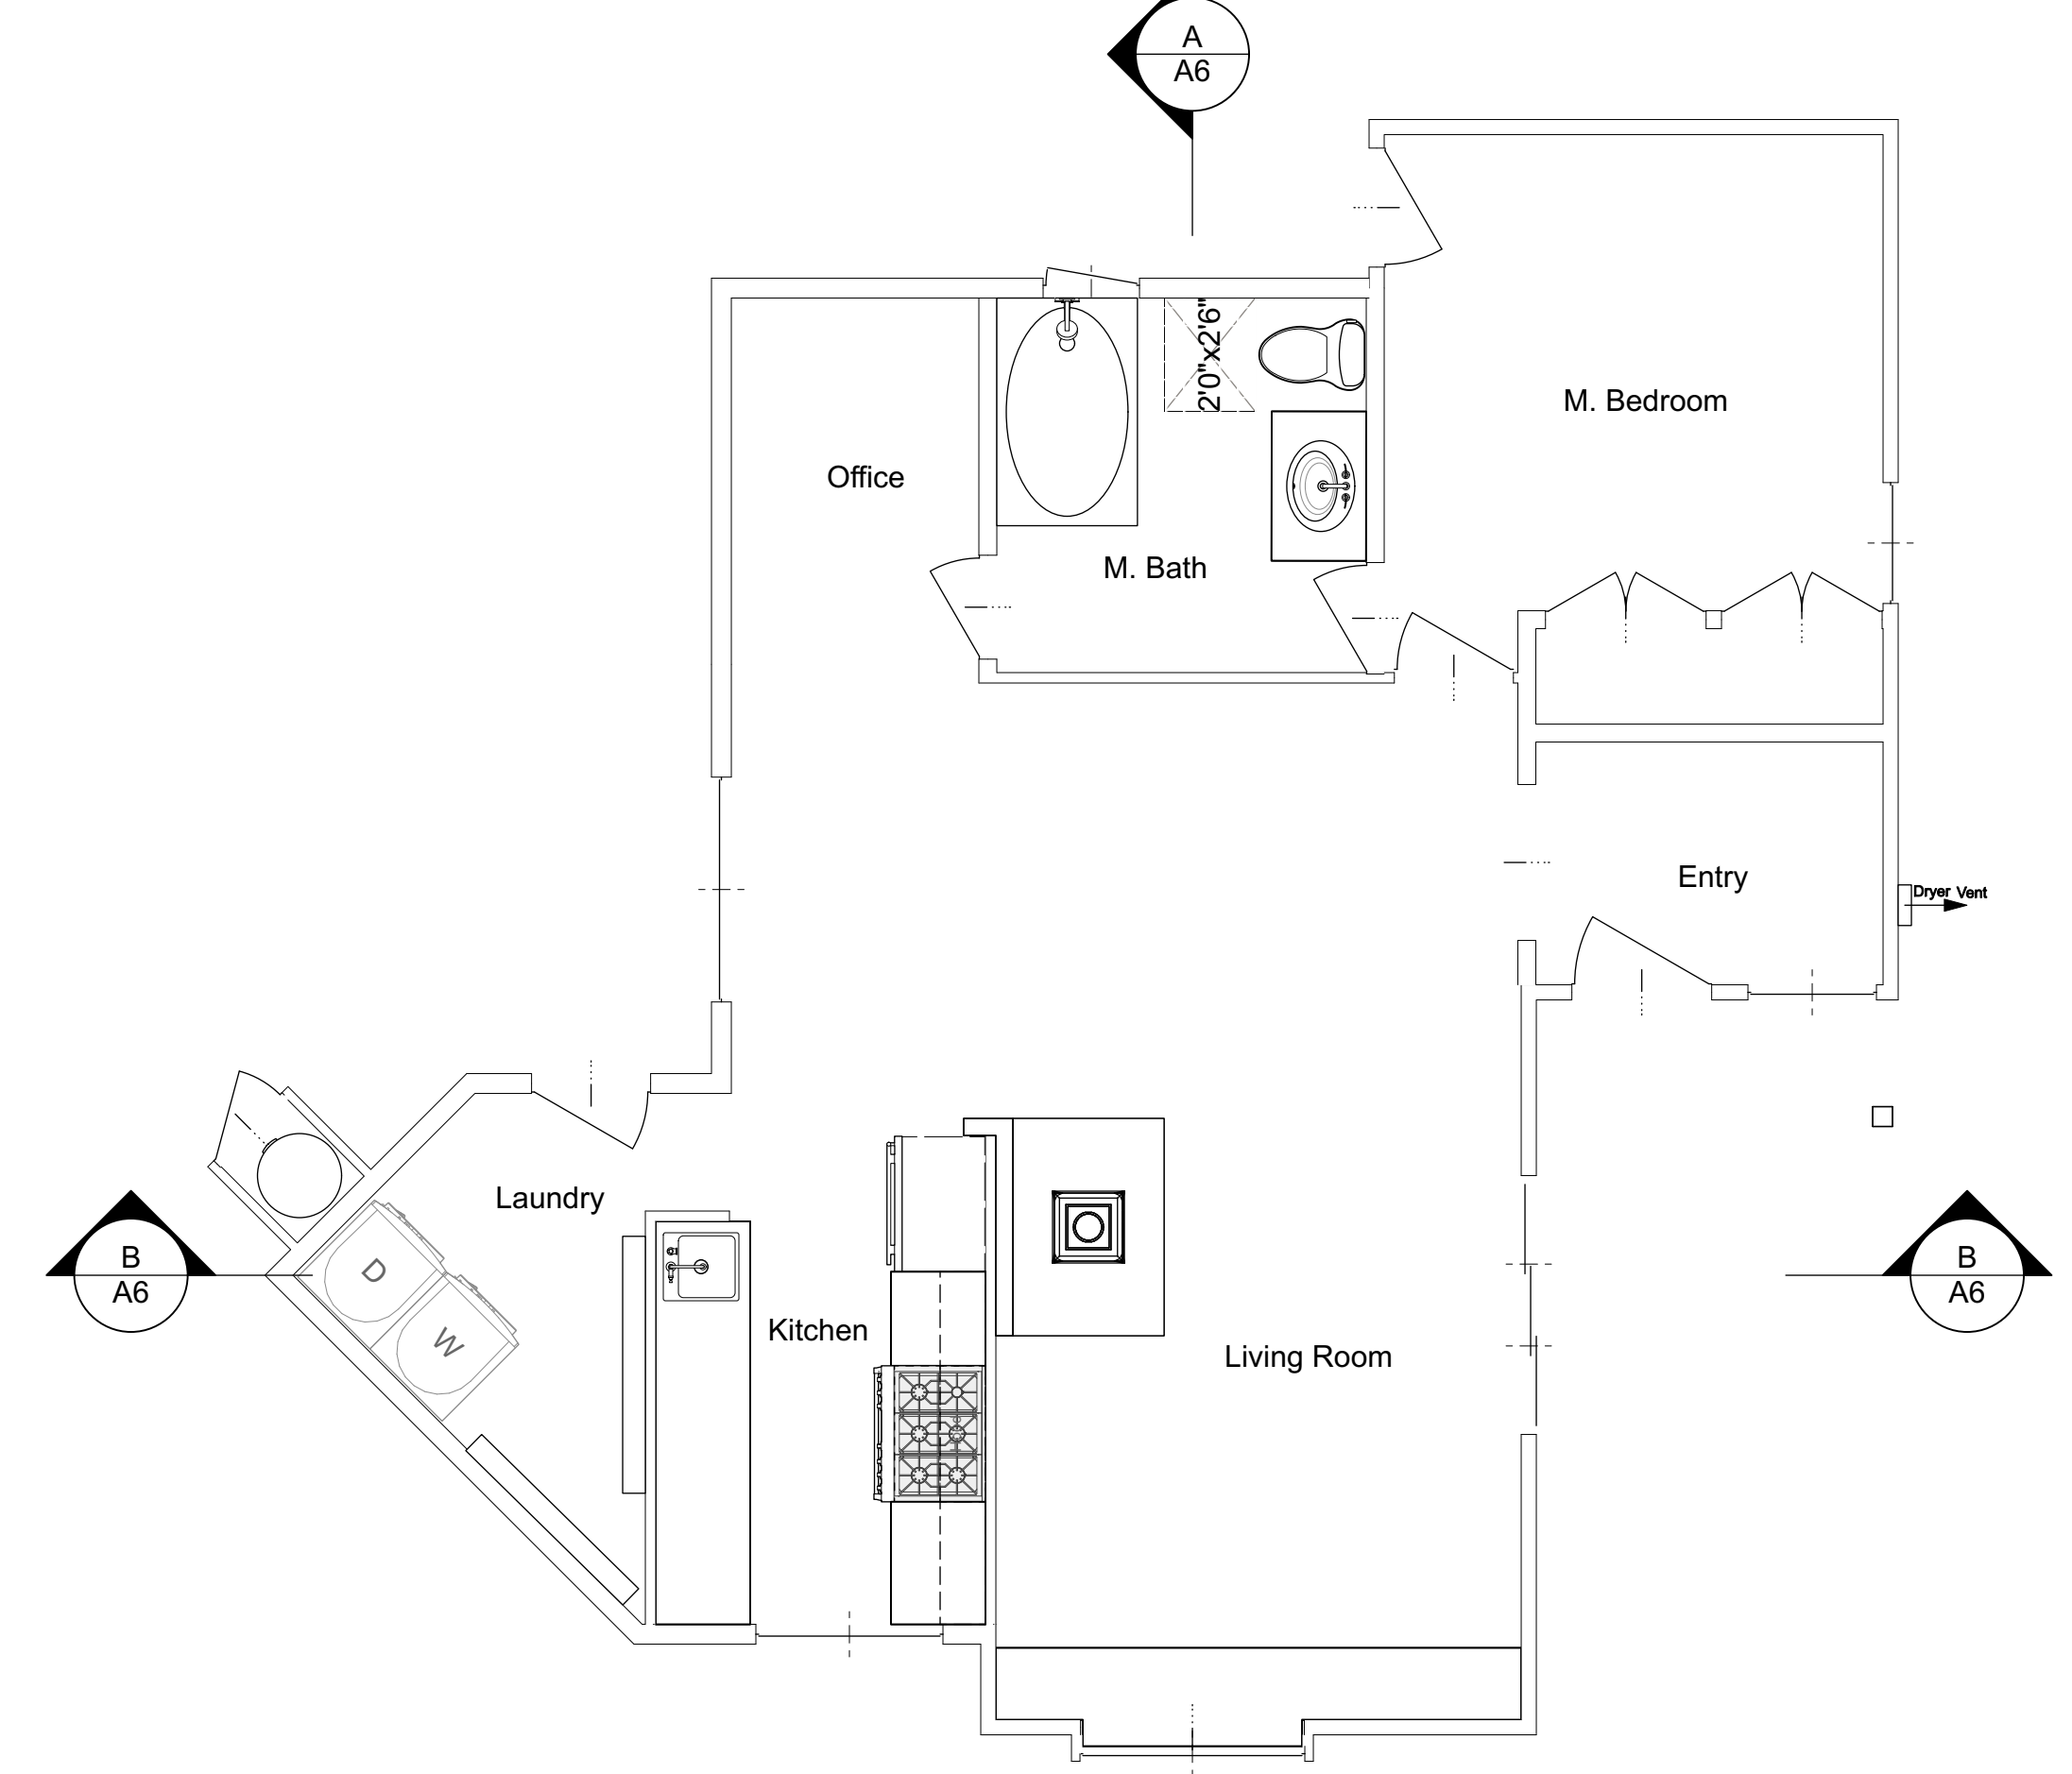 A
A6
2'0"x2'6"
M. Bedroom
Office
M. Bath
Entry
Dryer Vent
Laundry
B
A6
D
W
Kitchen
Living Room
B
A6